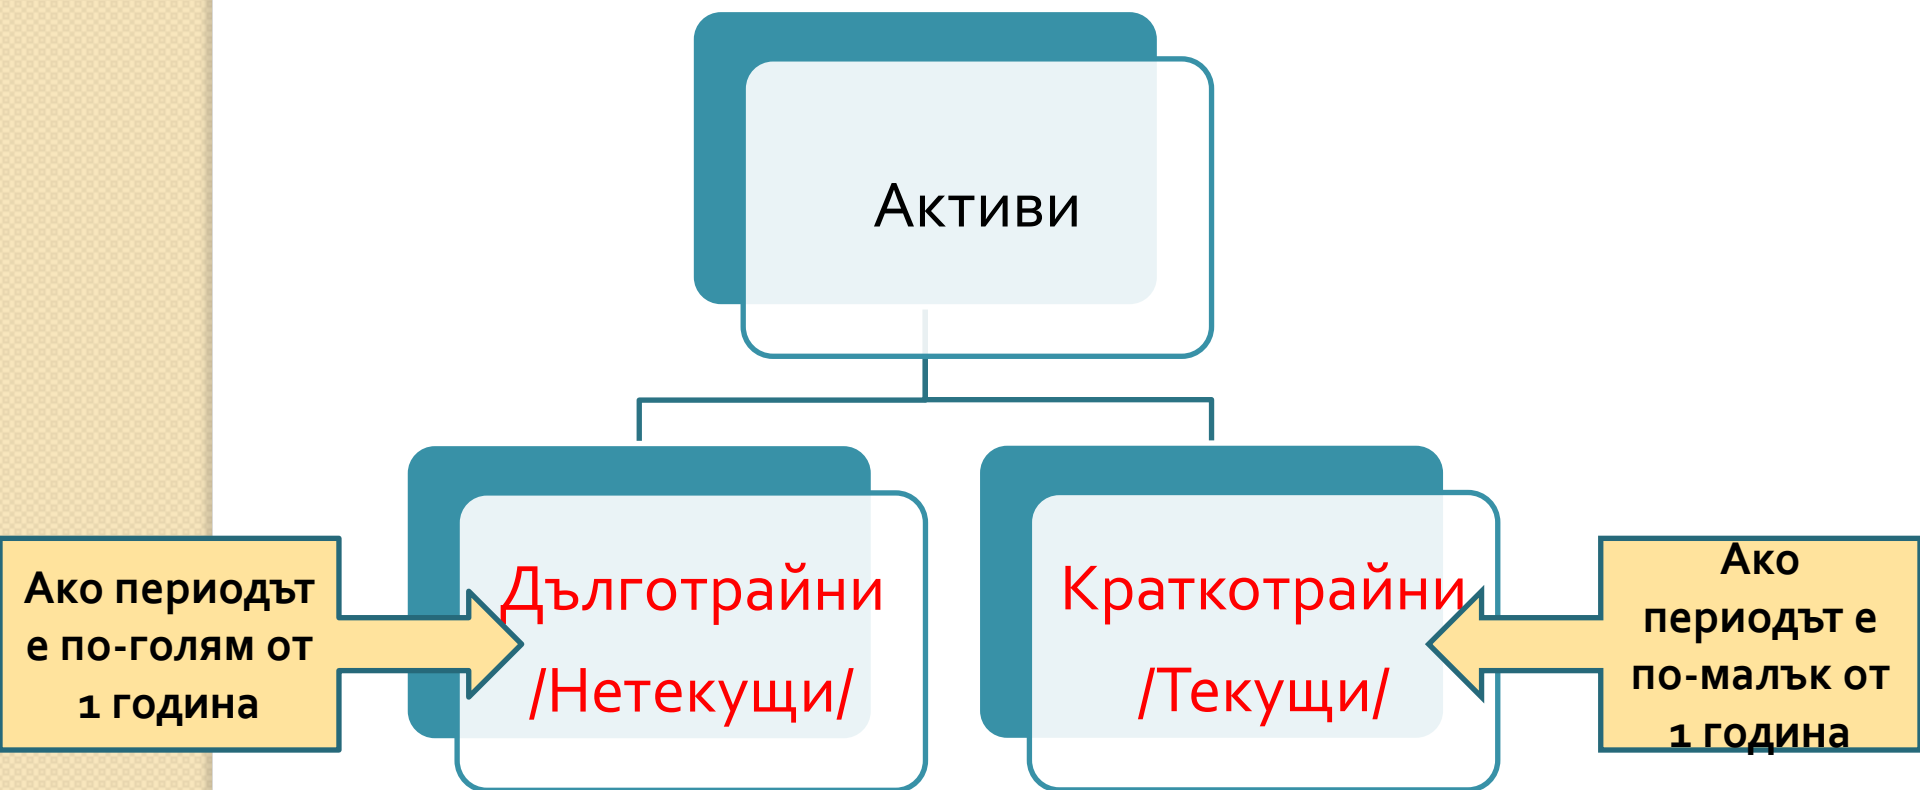 Активи
Ако периодът
е по-голям от
1 година
Дълготрайни
/Нетекущи/
Краткотрайни
/Текущи/
Ако
периодът е
по-малък от
1 година